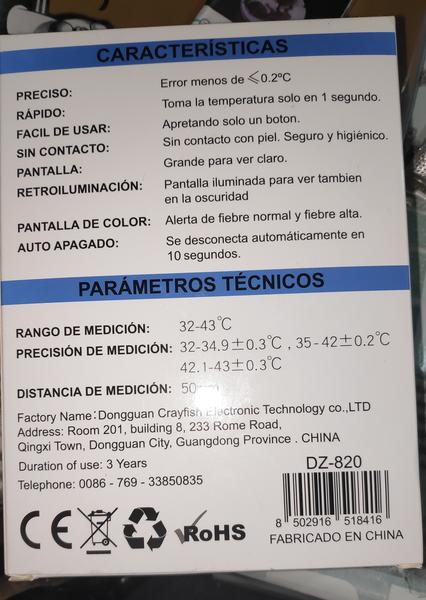 CARACTERÍSTICAS
PRECISO: Error menos de ≤0.2ºC
RÁPIDO: Toma la temperatura solo en 1 segundo.
FACIL DE USAR: Apretando solo un boton.
SIN CONTACTO: Sin contacto con piel. Seguro y higiénico.
PANTALLA: Grande para ver claro.
RETROILUMINACIÓN: Pantalla iluminada para ver tambien
en la oscuridad
PANTALLA DE COLOR: Alerta de fiebre normal y fiebre alta.
AUTO APAGADO: Se desconecta automáticamente en
10 segundos.
PARÁMETROS TÉCNICOS
RANGO DE MEDICIÓN: 32-43℃
PRECISIÓN DE MEDICIÓN: 32-34.9±0.3℃ , 35-42±0.2℃
42.1-43±0.3℃
DISTANCIA DE MEDICIÓN:
Factory Name: Dongguan Crayfish Electronic Technology co.,LTD
Address: Room 201, building 8, 233 Rome Road,
Qingxi Town, Dongguan City, Guangdong Province . CHINA
Duration of use: 3 Years
Telephone: 0086 - 769 - 33850835
DZ-820
8 502916 518416
CE RoHS
FABRICADO EN CHINA